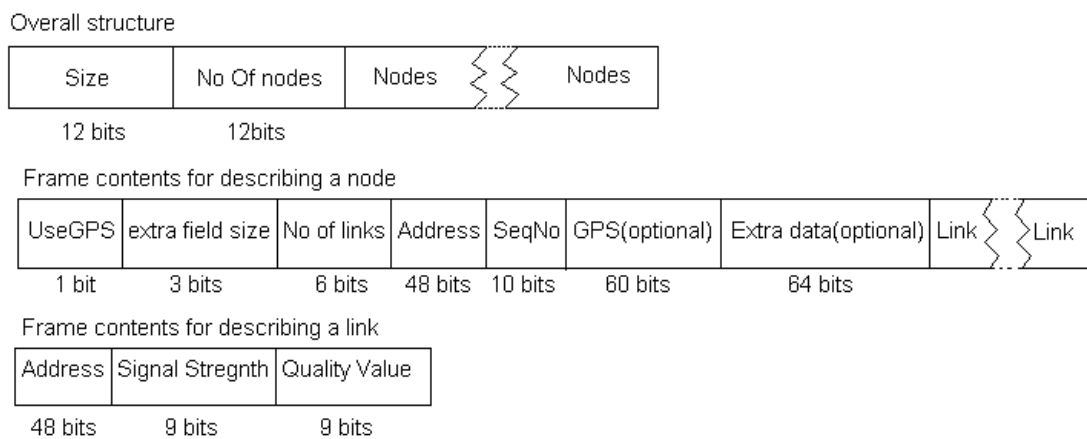 Overall structure
Size No Of nodes Nodes Nodes
12 bits 12bits
Frame contents for describing a node
UseGPS extra field size No of links Address SeqNo GPS(optional) Extra data(optional) Link Link
1 bit 3 bits 6 bits 48 bits 10 bits 60 bits 64 bits
Frame contents for describing a link
Address Signal Stregnth Quality Value
48 bits 9 bits 9 bits